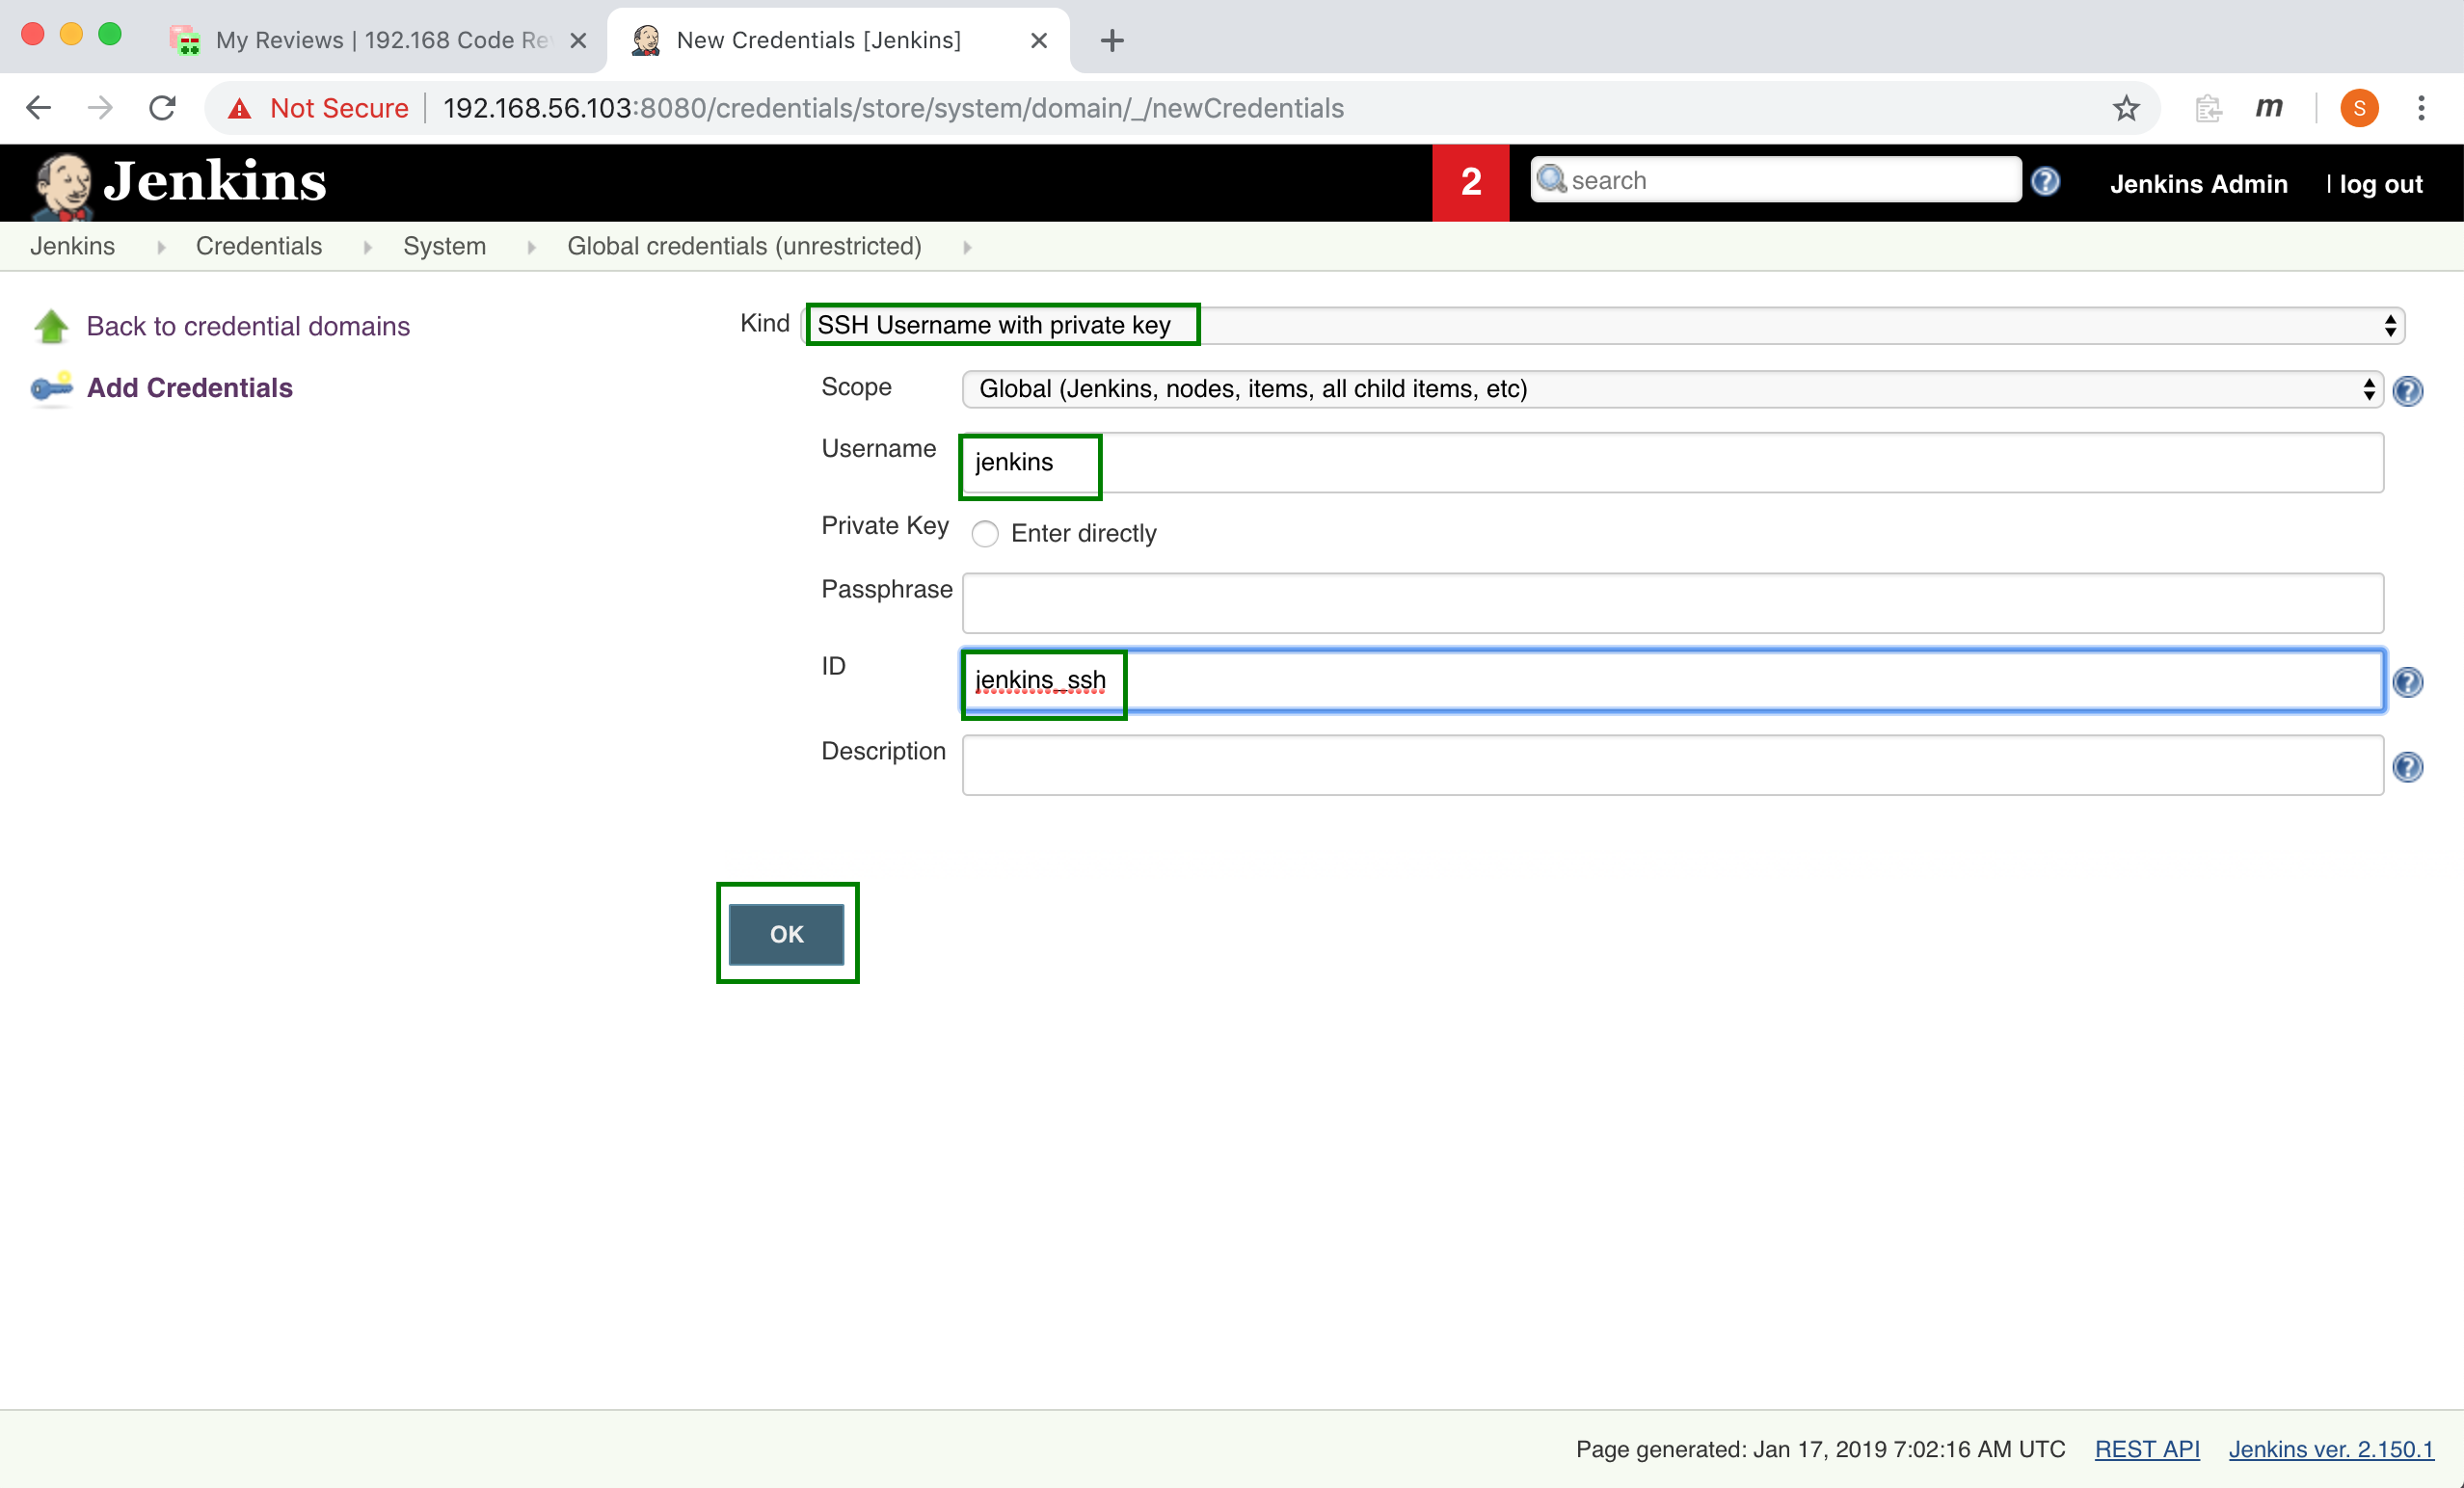 My Reviews | 192.168 Code Re
New Credentials [Jenkins]
Not Secure
192.168.56.103:8080/credentials/store/system/domain/_/newCredentials
m
S
Jenkins
2
search
Jenkins Admin
| log out
Jenkins
Credentials
System
Global credentials (unrestricted)
Back to credential domains
Add Credentials
Kind
SSH Username with private key
Scope
Global (Jenkins, nodes, items, all child items, etc)
Username
jenkins
Private Key
Enter directly
Passphrase
ID
jenkins_ssh
Description
OK
Page generated: Jan 17, 2019 7:02:16 AM UTC
REST API
Jenkins ver. 2.150.1